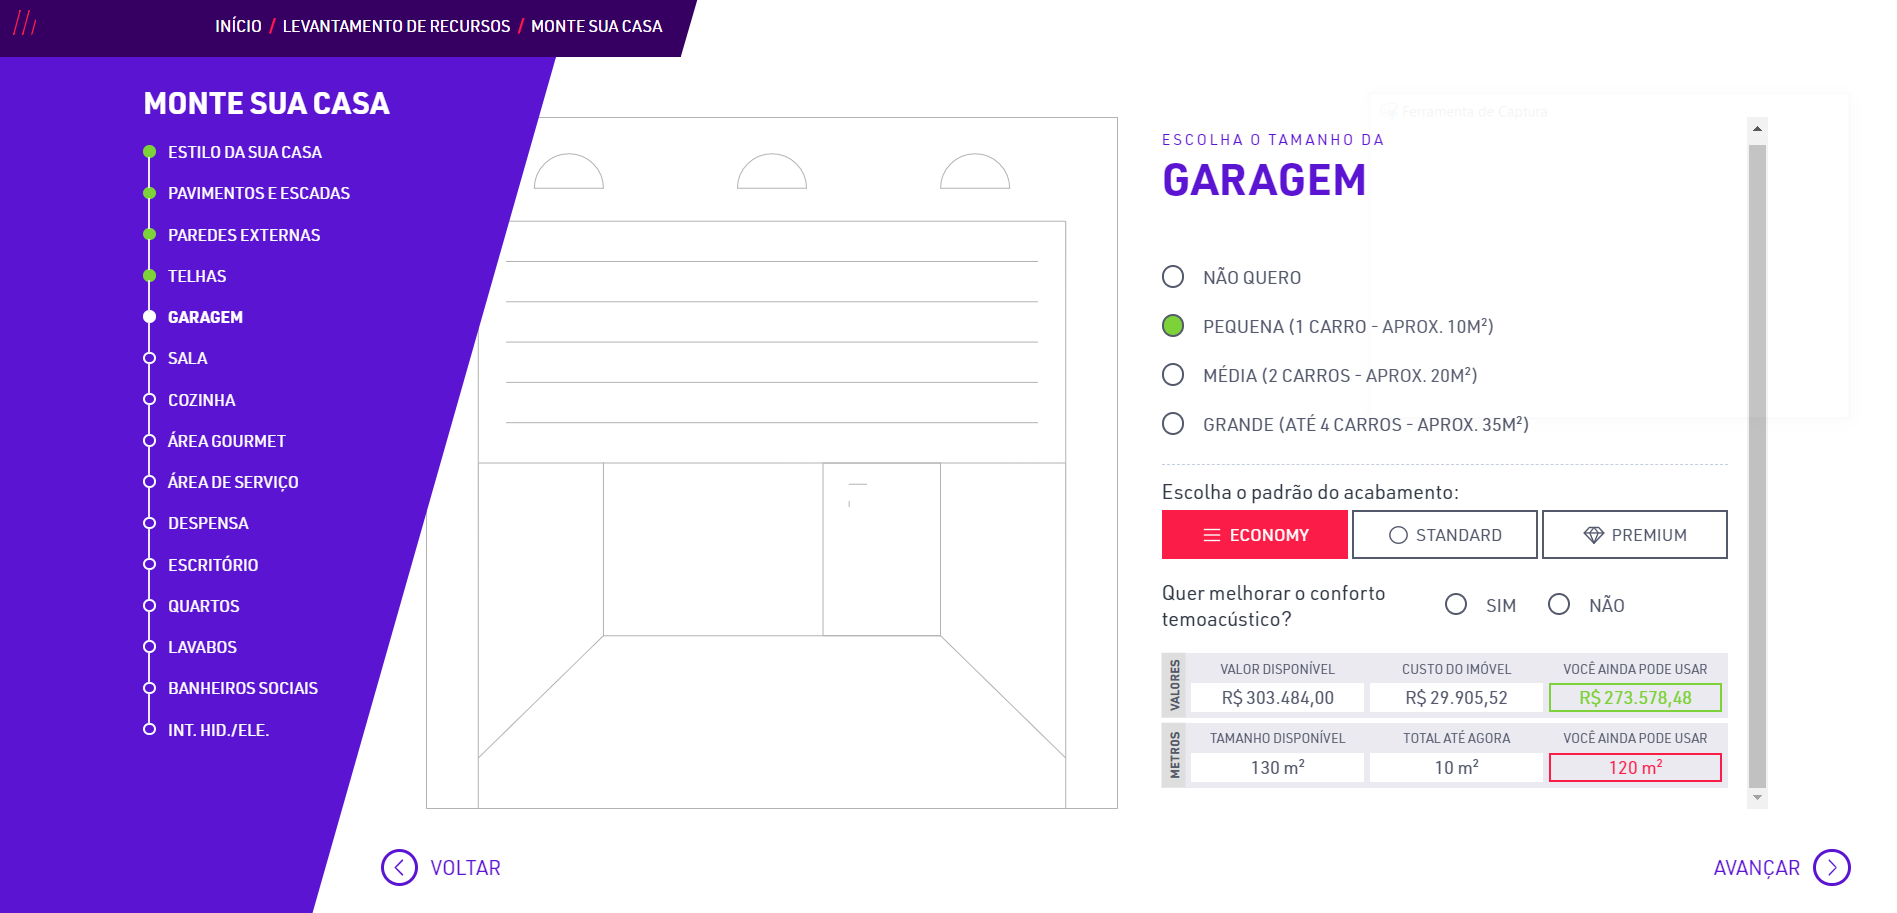 INÍCIO / LEVANTAMENTO DE RECURSOS / MONTE SUA CASA
MONTE SUA CASA
ESTILO DA SUA CASA
PAVIMENTOS E ESCADAS
PAREDES EXTERNAS
TELHAS
GARAGEM
SALA
COZINHA
ÁREA GOURMET
ÁREA DE SERVIÇO
DESPENSA
ESCRITÓRIO
QUARTOS
LAVABOS
BANHEIROS SOCIAIS
INT. HID./ELE.
Ferramenta de Captura
ESCOLHA O TAMANHO DA
GARAGEM
NÃO QUERO
PEQUENA (1 CARRO - APROX. 10M²)
MÉDIA (2 CARROS - APROX. 20M²)
GRANDE (ATÉ 4 CARROS - APROX. 35M²)
Escolha o padrão do acabamento:
ECONOMY
STANDARD
PREMIUM
Quer melhorar o conforto
temoacústico?
SIM
NÃO
VALORES
VALOR DISPONÍVEL
CUSTO DO IMÓVEL
VOCÊ AINDA PODE USAR
R$ 303.484,00
R$ 29.905,52
R$ 273.578,48
METROS
TAMANHO DISPONÍVEL
TOTAL ATÉ AGORA
VOCÊ AINDA PODE USAR
130 m²
10 m²
120 m²
VOLTAR
AVANÇAR